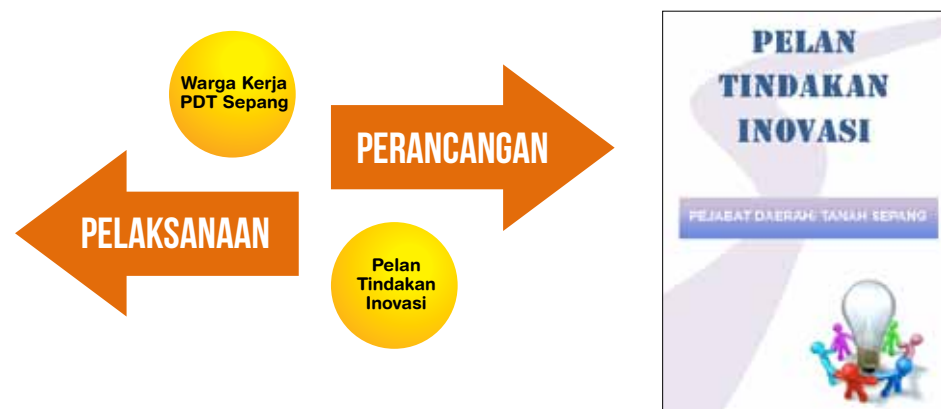 Warga Kerja
PDT Sepang
PERANCANGAN
PELAKSANAAN
Pelan
Tindakan
Inovasi
PELAN
TINDAKAN
INOVASI
PEJABAT DAERAH/ TANAH SEPANG